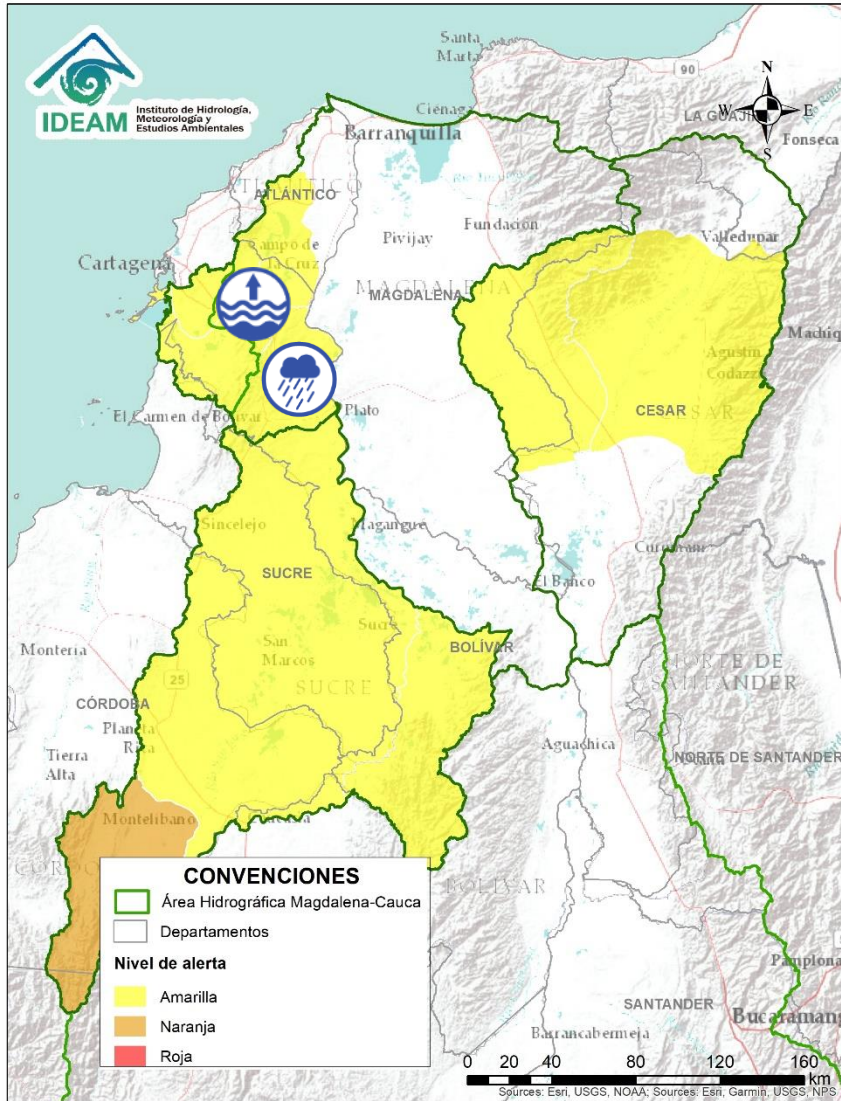 IDEAM
Instituto de Hidrología,
Meteorología y
Estudios Ambientales
Santa
Marta
90
N
W
E
S
Ciénaga
Barranquilla
LA GUAJIRA
Fonseca
ATLÁNTICO
Fundación
Pivijay
Valledupar
Campo de
la Cruz
Cartagena
MAGDALENA
MAGDALENA
Agustín
Codazzi
El Carmen de Bolívar
Plato
CESAR
Sincelejo
Magangué
Curumaní
SUCRE
El Banco
Sucre
San
Marcos
BOLÍVAR
Montería
25
SUCRE
NORTE DE
SANTANDER
CÓRDOBA
Planeta
Rica
Aguachica
NORTE DE SANTANDER
Tierra
Alta
Montelíbano
CONVENCIONES
Área Hidrográfica Magdalena-Cauca
Departamentos
Nivel de alerta
Amarilla
Naranja
Roja
BOLÍVAR
Pamplona
SANTANDER
Bucaramang
Barrancabermeja
0 20 40 80 120 160
km
Sources: Esri, USGS, NOAA; Sources: Esri, Garmin, USGS, NPS